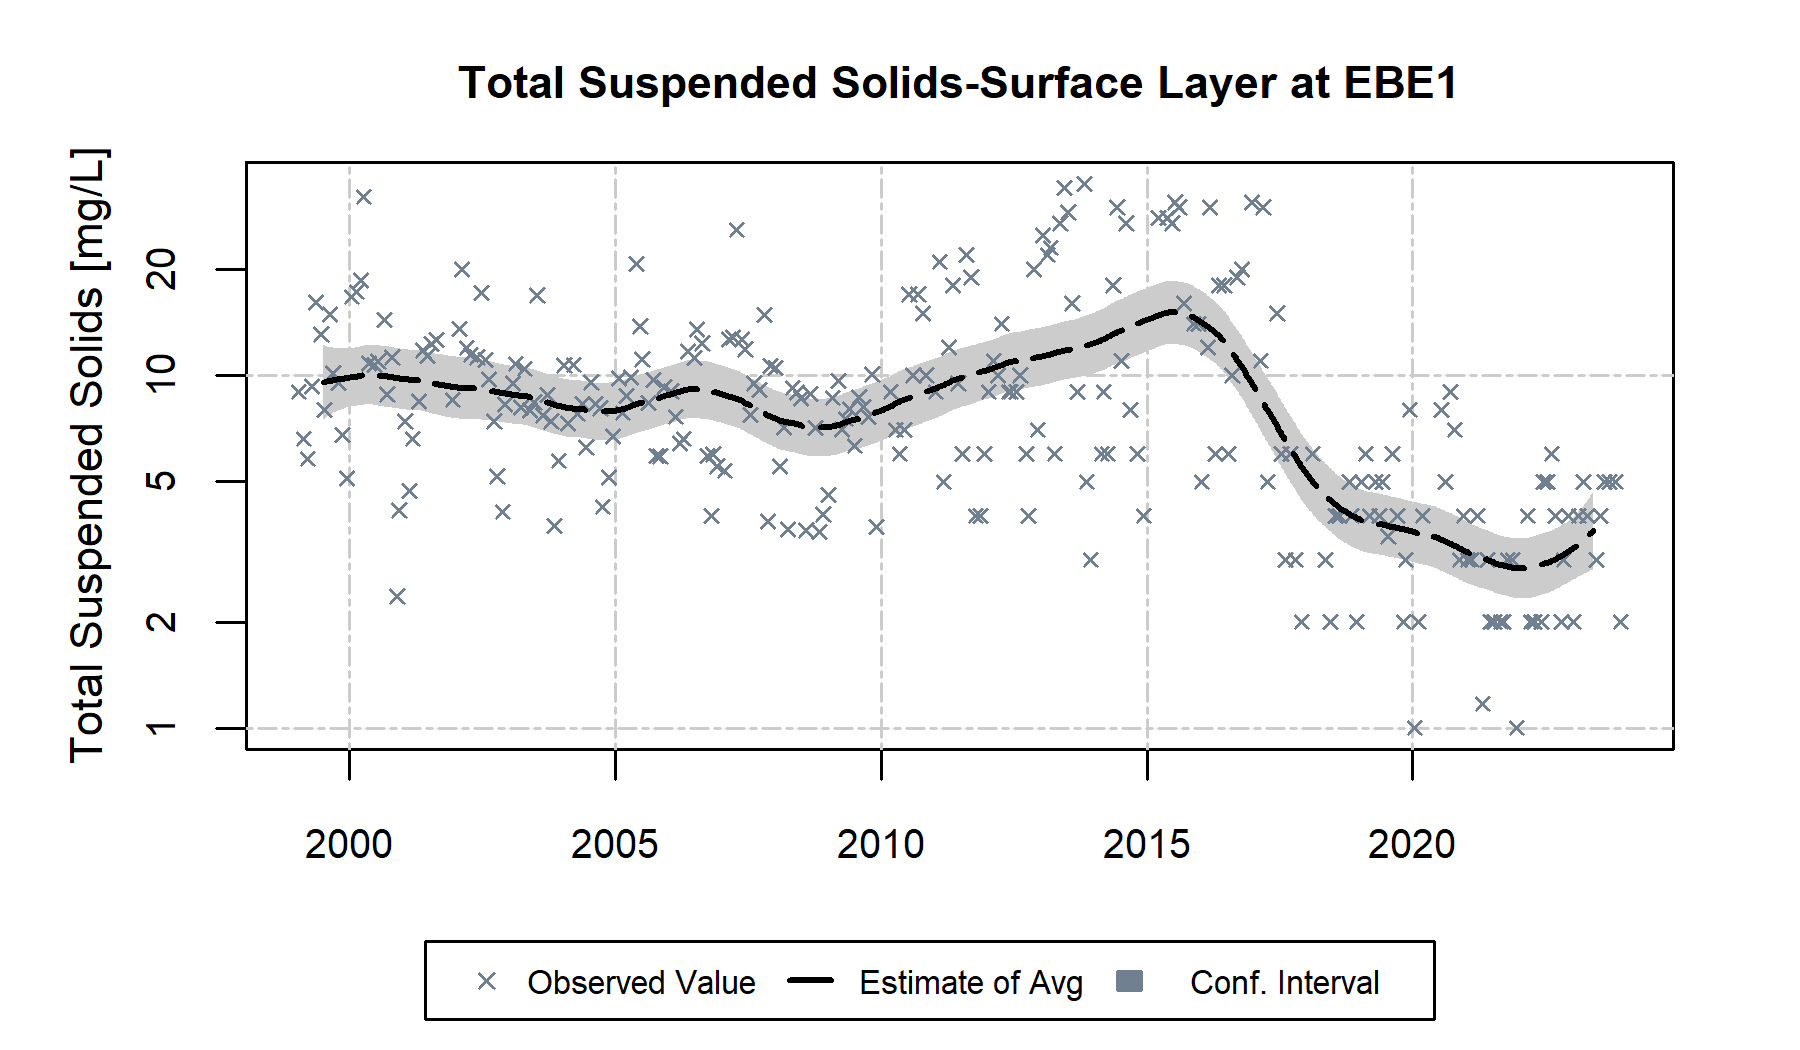 Total Suspended Solids-Surface Layer at EBE1
Total Suspended Solids [mg/L]
20
10
5
2
1
2000 2005 2010 2015 2020
Observed Value Estimate of Avg Conf. Interval